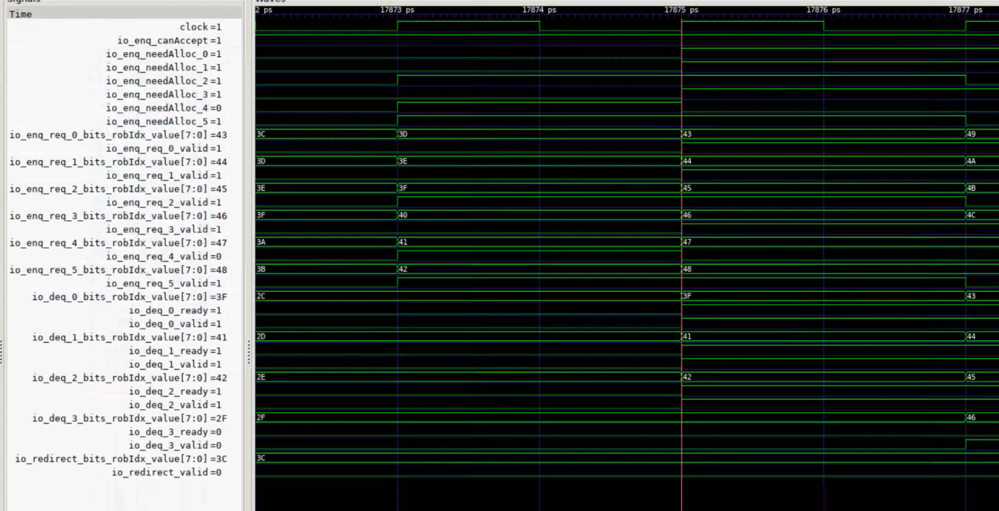 Signals
Waves
Time
2 ps 17873 ps 17874 ps 17875 ps 17876 ps 17877 ps
clock =1
io_enq_canAccept =1
io_enq_needAlloc_0 =1
io_enq_needAlloc_1 =1
io_enq_needAlloc_2 =1
io_enq_needAlloc_3 =1
io_enq_needAlloc_4 =0
io_enq_needAlloc_5 =1
io_enq_req_0_bits_robIdx_value[7:0] =43 3C 3D 43 49
io_enq_req_0_valid =1
io_enq_req_1_bits_robIdx_value[7:0] =44 3D 3E 44 4A
io_enq_req_1_valid =1
io_enq_req_2_bits_robIdx_value[7:0] =45 3E 3F 45 4B
io_enq_req_2_valid =1
io_enq_req_3_bits_robIdx_value[7:0] =46 3F 40 46 4C
io_enq_req_3_valid =1
io_enq_req_4_bits_robIdx_value[7:0] =47 3A 41 47
io_enq_req_4_valid =0
io_enq_req_5_bits_robIdx_value[7:0] =48 3B 42 48
io_enq_req_5_valid =1
io_deq_0_bits_robIdx_value[7:0] =3F 2C 3F 43
io_deq_0_ready =1
io_deq_0_valid =1
io_deq_1_bits_robIdx_value[7:0] =41 2D 41 44
io_deq_1_ready =1
io_deq_1_valid =1
io_deq_2_bits_robIdx_value[7:0] =42 2E 42 45
io_deq_2_ready =1
io_deq_2_valid =1
io_deq_3_bits_robIdx_value[7:0] =2F 2F 46
io_deq_3_ready =0
io_deq_3_valid =0
io_redirect_bits_robIdx_value[7:0] =3C 3C
io_redirect_valid =0